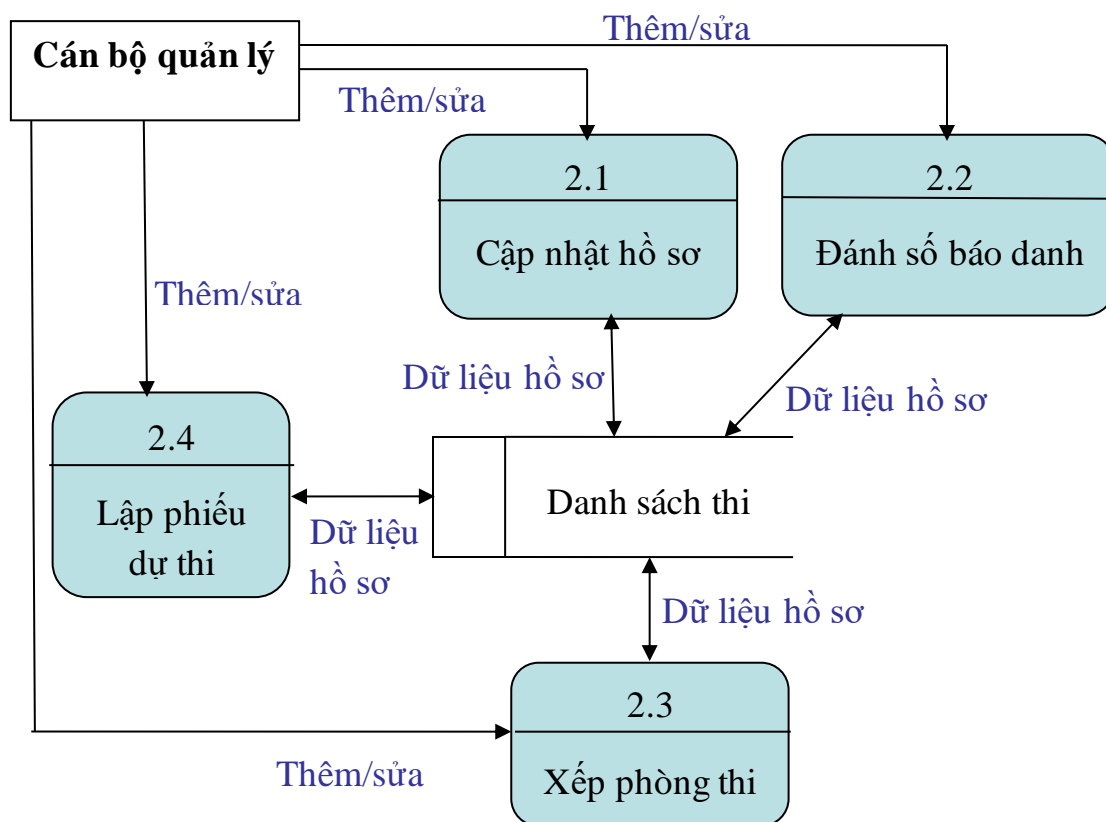 Cán bộ quản lý
Thêm/sửa
Thêm/sửa
2.1
Cập nhật hồ sơ
2.2
Đánh số báo danh
Thêm/sửa
Dữ liệu hồ sơ
Dữ liệu hồ sơ
2.4
Lập phiếu
dự thi
Danh sách thi
Dữ liệu
hồ sơ
Dữ liệu hồ sơ
2.3
Xếp phòng thi
Thêm/sửa